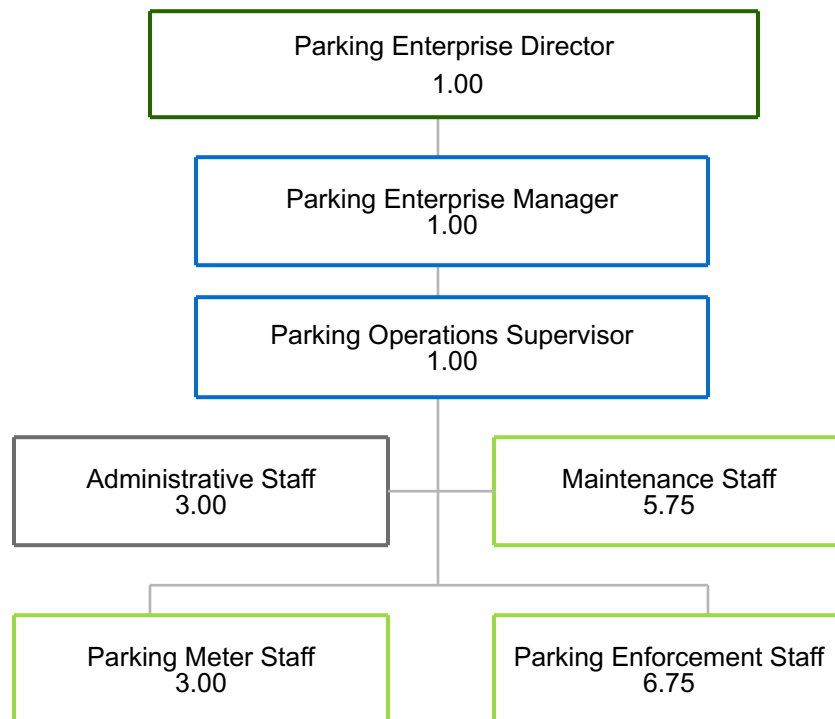 Parking Enterprise Director
1.00
Parking Enterprise Manager
1.00
Parking Operations Supervisor
1.00
Administrative Staff
3.00
Maintenance Staff
5.75
Parking Meter Staff
3.00
Parking Enforcement Staff
6.75